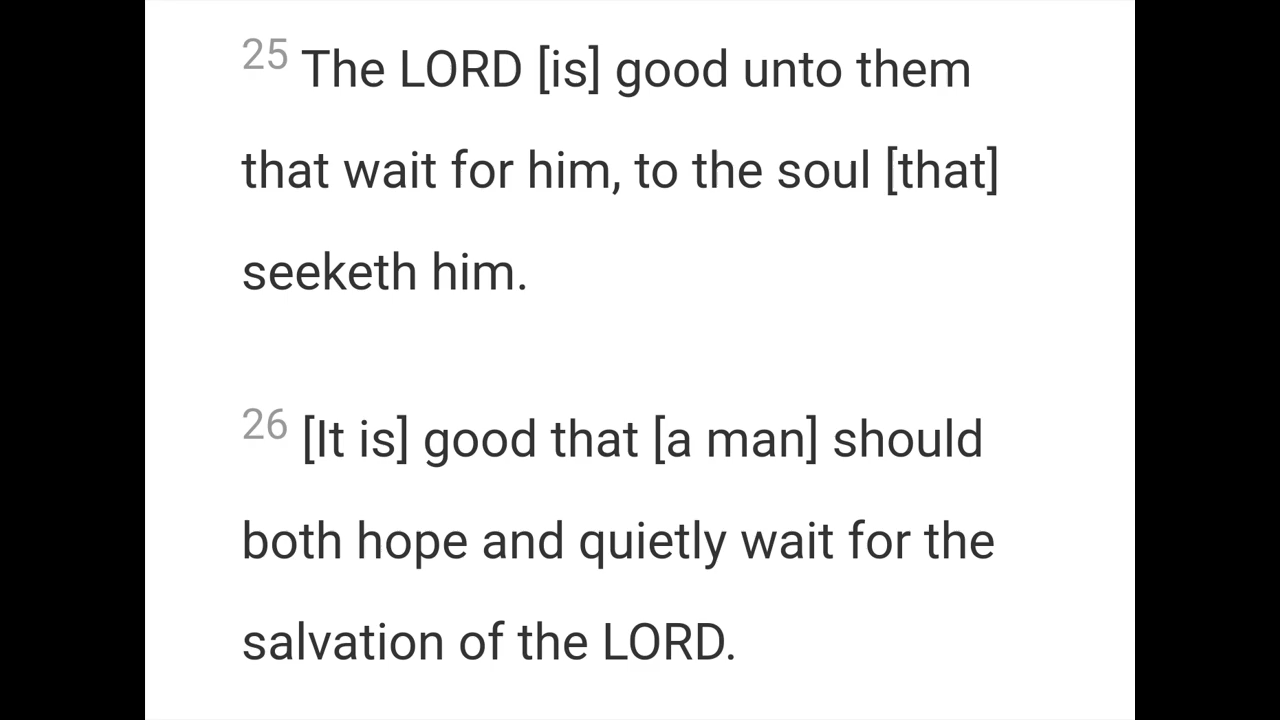 25 The LORD [is] good unto them
that wait for him, to the soul [that]
seeketh him.
26 [It is] good that [a man] should
both hope and quietly wait for the
salvation of the LORD.